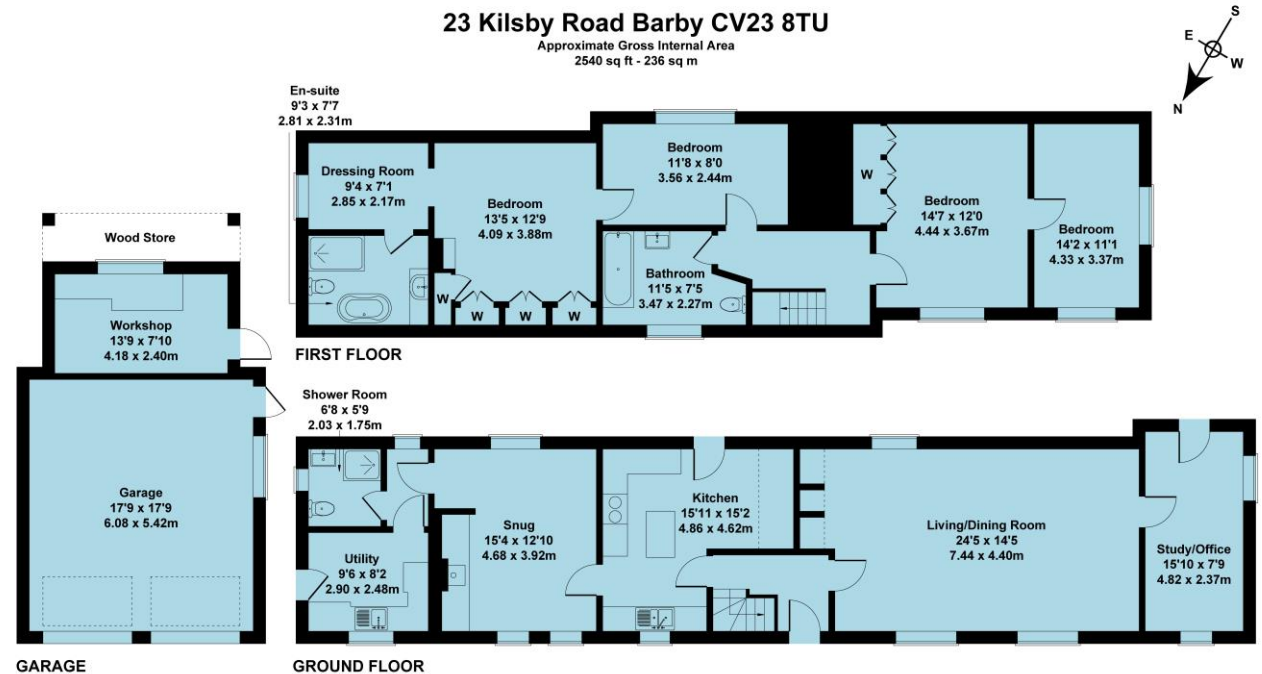 23 Kilsby Road Barby CV23 8TU
Approximate Gross Internal Area
2540 sq ft - 236 sq m
S
E
W
N
En-suite
9'3 x 7'7
2.81 x 2.31m
Dressing Room
9'4 x 7'1
2.85 x 2.17m
Bedroom
13'5 x 12'9
4.09 x 3.88m
W
W
W
W
Bedroom
11'8 x 8'0
3.56 x 2.44m
Bathroom
11'5 x 7'5
3.47 x 2.27m
W
Bedroom
14'7 x 12'0
4.44 x 3.67m
Bedroom
14'2 x 11'1
4.33 x 3.37m
FIRST FLOOR
Wood Store
Workshop
13'9 x 7'10
4.18 x 2.40m
Garage
17'9 x 17'9
6.08 x 5.42m
GARAGE
Shower Room
6'8 x 5'9
2.03 x 1.75m
Utility
9'6 x 8'2
2.90 x 2.48m
Snug
15'4 x 12'10
4.68 x 3.92m
Kitchen
15'11 x 15'2
4.86 x 4.62m
Living/Dining Room
24'5 x 14'5
7.44 x 4.40m
Study/Office
15'10 x 7'9
4.82 x 2.37m
GROUND FLOOR